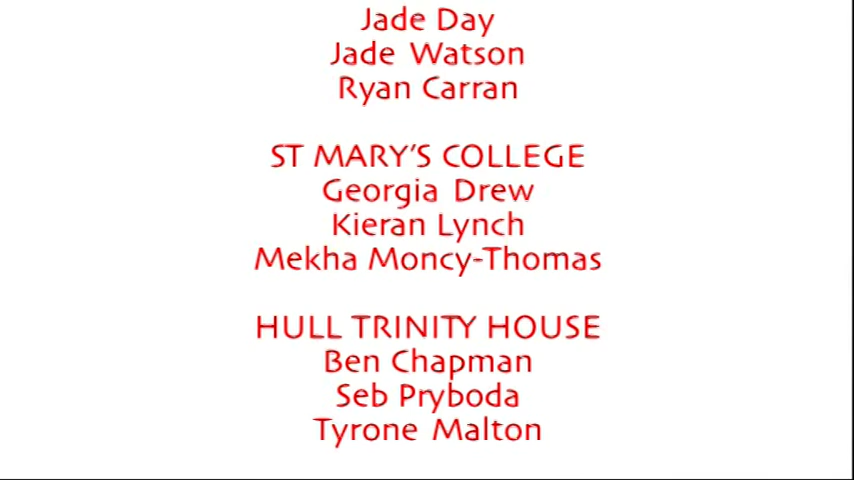 Jade Day
Jade Watson
Ryan Carran
ST MARY'S COLLEGE
Georgia Drew
Kieran Lynch
Mekha Moncy-Thomas
HULL TRINITY HOUSE
Ben Chapman
Seb Pryboda
Tyrone Malton